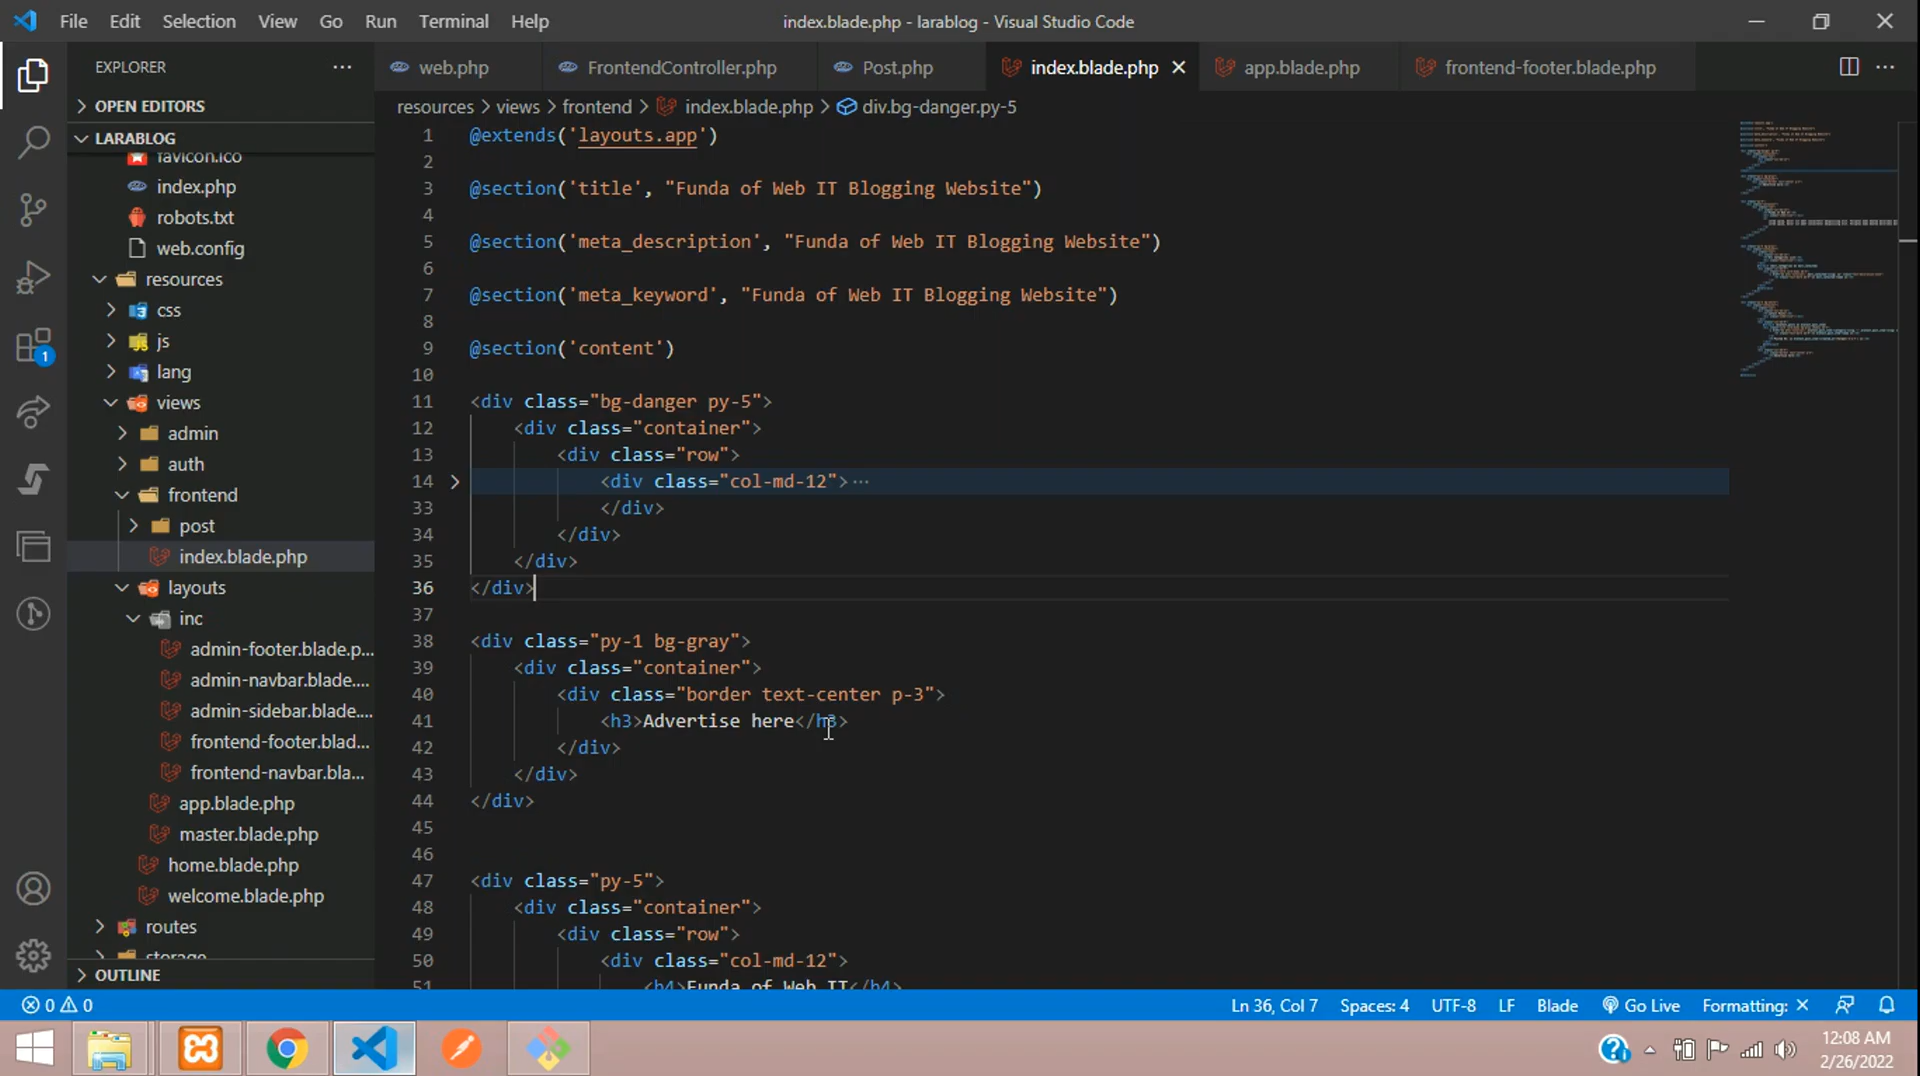 File Edit Selection View Go Run Terminal Help
index.blade.php - larablog - Visual Studio Code
EXPLORER
OPEN EDITORS
LARABLOG
favicon.ico
index.php
robots.txt
web.config
resources
css
js
lang
views
admin
auth
frontend
post
index.blade.php
layouts
inc
admin-footer.blade.p...
admin-navbar.blade....
admin-sidebar.blade....
frontend-footer.blad...
frontend-navbar.bla...
app.blade.php
master.blade.php
home.blade.php
welcome.blade.php
routes
storage
OUTLINE
web.php FrontendController.php Post.php index.blade.php app.blade.php frontend-footer.blade.php
resources > views > frontend > index.blade.php > div.bg-danger.py-5
1 @extends('layouts.app')
2
3 @section('title', "Funda of Web IT Blogging Website")
4
5 @section('meta_description', "Funda of Web IT Blogging Website")
6
7 @section('meta_keyword', "Funda of Web IT Blogging Website")
8
9 @section('content')
10
11 <div class="bg-danger py-5">
12 <div class="container">
13 <div class="row">
14 <div class="col-md-12">···
33 </div>
34 </div>
35 </div>
36 </div>
37
38 <div class="py-1 bg-gray">
39 <div class="container">
40 <div class="border text-center p-3">
41 <h3>Advertise here</h3>
42 </div>
43 </div>
44 </div>
45
46
47 <div class="py-5">
48 <div class="container">
49 <div class="row">
50 <div class="col-md-12">
51 <h4>Funda of Web IT</h4>
1
0 0
Ln 36, Col 7 Spaces: 4 UTF-8 LF Blade Go Live Formatting: ×
12:08 AM
2/26/2022